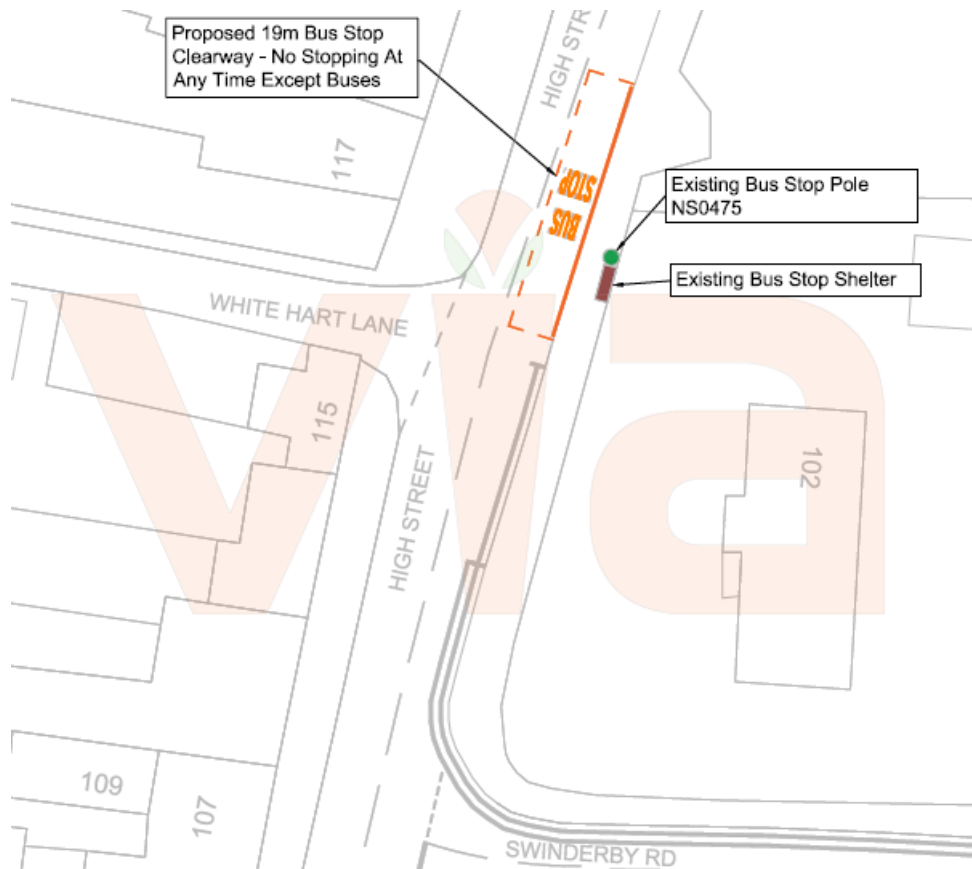 Proposed 19m Bus Stop
Clearway - No Stopping At
Any Time Except Buses
HIGH STR
117
BUS
STOP
Existing Bus Stop Pole
NS0475
Existing Bus Stop Shelter
WHITE HART LANE
115
HIGH STREET
102
via
109
107
SWINDERBY RD